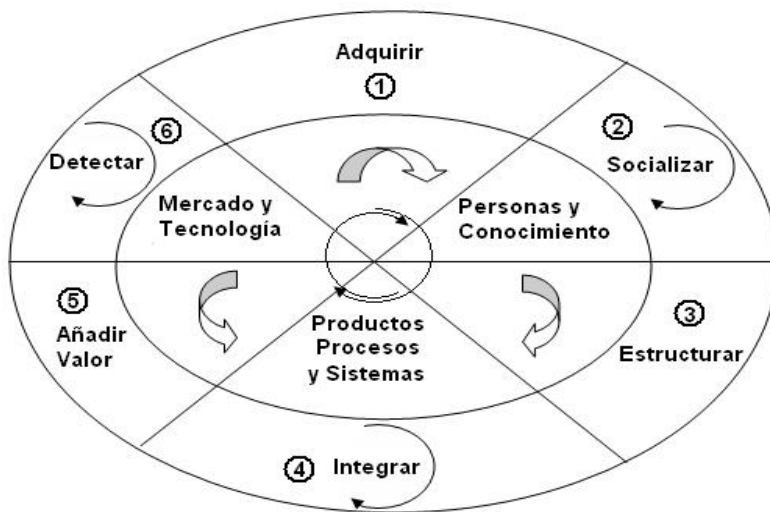 Adquirir
1
2
Socializar
6
Detectar
Mercado y
Tecnología
Personas y
Conocimiento
5
Añadir
Valor
Productos
Procesos
y Sistemas
3
Estructurar
4 Integrar